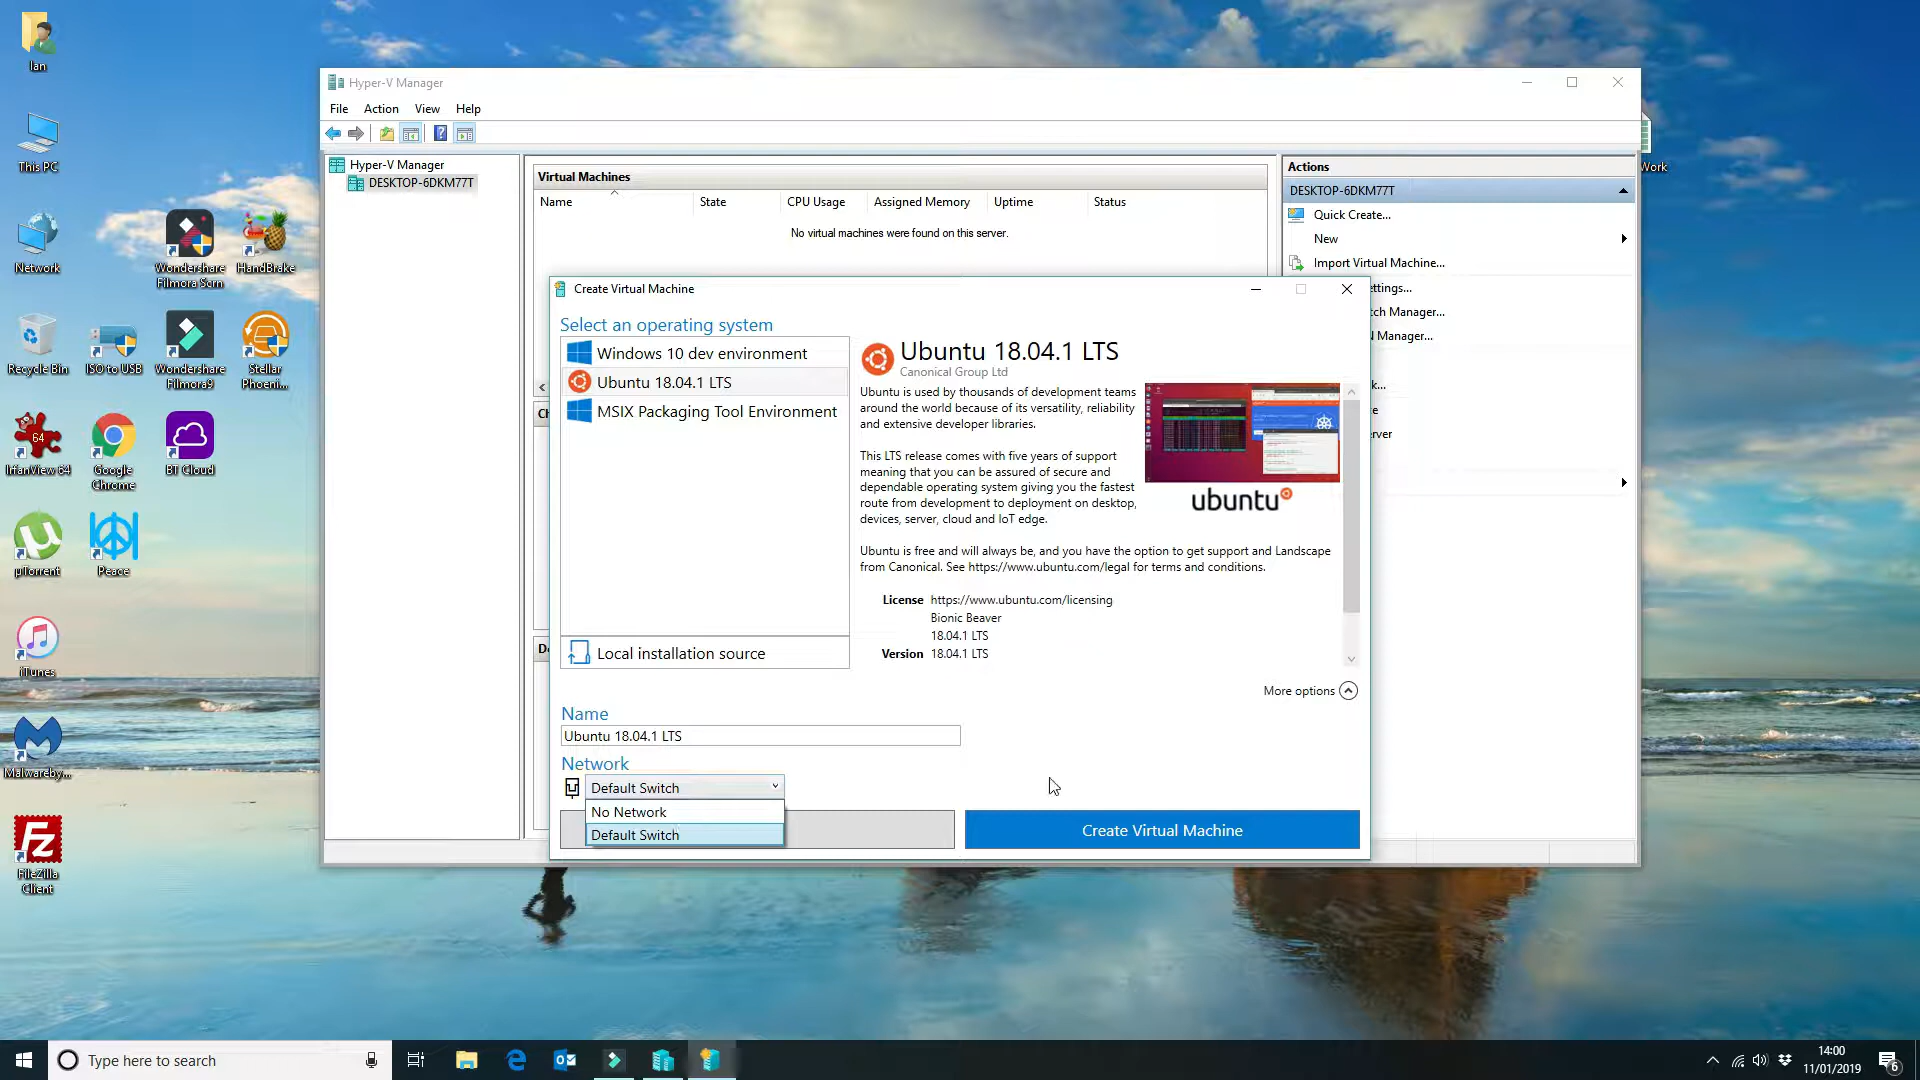 Ian
This PC
Network
Wondershare
Filmora Scrn
HandBrake
Recycle Bin
ISO to USB
Wondershare
Filmora9
Stellar
Phoeni...
64
IrfanView 64
Google
Chrome
BT Cloud
µTorrent
Peace
iTunes
Malwareby...
FileZilla
Client
Work
Hyper-V Manager
File
Action
View
Help
Hyper-V Manager
DESKTOP-6DKM77T
Virtual Machines
Name
State
CPU Usage
Assigned Memory
Uptime
Status
No virtual machines were found on this server.
Ch
De
Actions
DESKTOP-6DKM77T
Quick Create...
New
Import Virtual Machine...
ettings...
tch Manager...
N Manager...
k...
ce
erver
Create Virtual Machine
Select an operating system
Windows 10 dev environment
Ubuntu 18.04.1 LTS
MSIX Packaging Tool Environment
Local installation source
Ubuntu 18.04.1 LTS
Canonical Group Ltd
Ubuntu is used by thousands of development teams
around the world because of its versatility, reliability
and extensive developer libraries.
This LTS release comes with five years of support
meaning that you can be assured of secure and
dependable operating system giving you the fastest
route from development to deployment on desktop,
devices, server, cloud and IoT edge.
ubuntu
Ubuntu is free and will always be, and you have the option to get support and Landscape
from Canonical. See https://www.ubuntu.com/legal for terms and conditions.
License https://www.ubuntu.com/licensing
Bionic Beaver
18.04.1 LTS
Version 18.04.1 LTS
More options
Name
Ubuntu 18.04.1 LTS
Network
Default Switch
No Network
Default Switch
Create Virtual Machine
Type here to search
14:00
11/01/2019
6